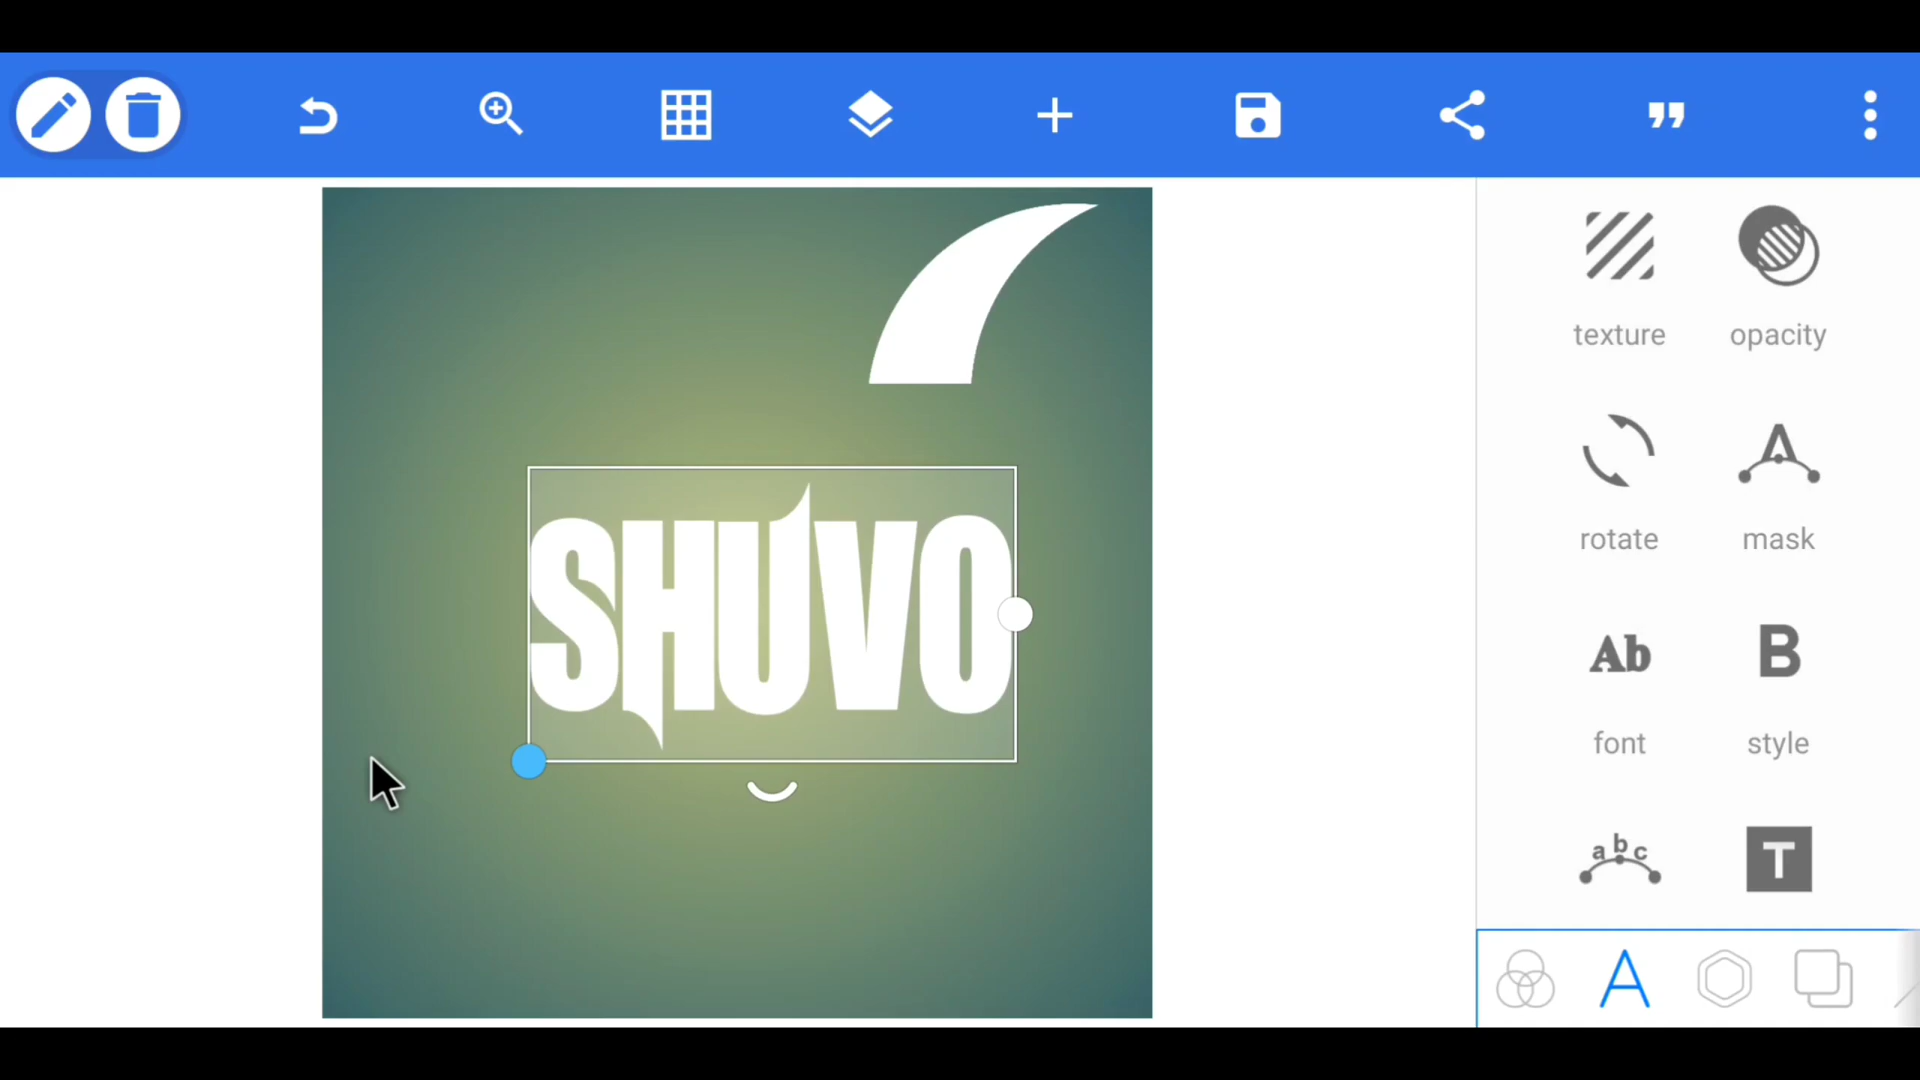 SHUVO
texture
opacity
rotate
mask
Ab
B
font
style
abc
T
A